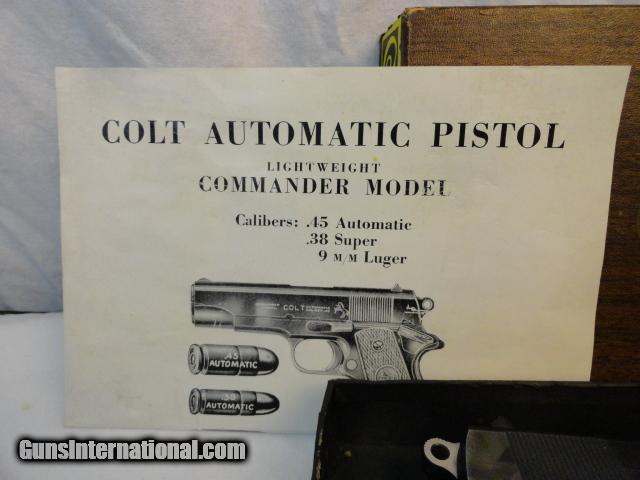 COLT AUTOMATIC PISTOL
LIGHTWEIGHT
COMMANDER MODEL
Calibers: .45 Automatic
.38 Super
9 M/M Luger
COLT
.45
AUTOMATIC
.38
AUTOMATIC
GunsInternational.com